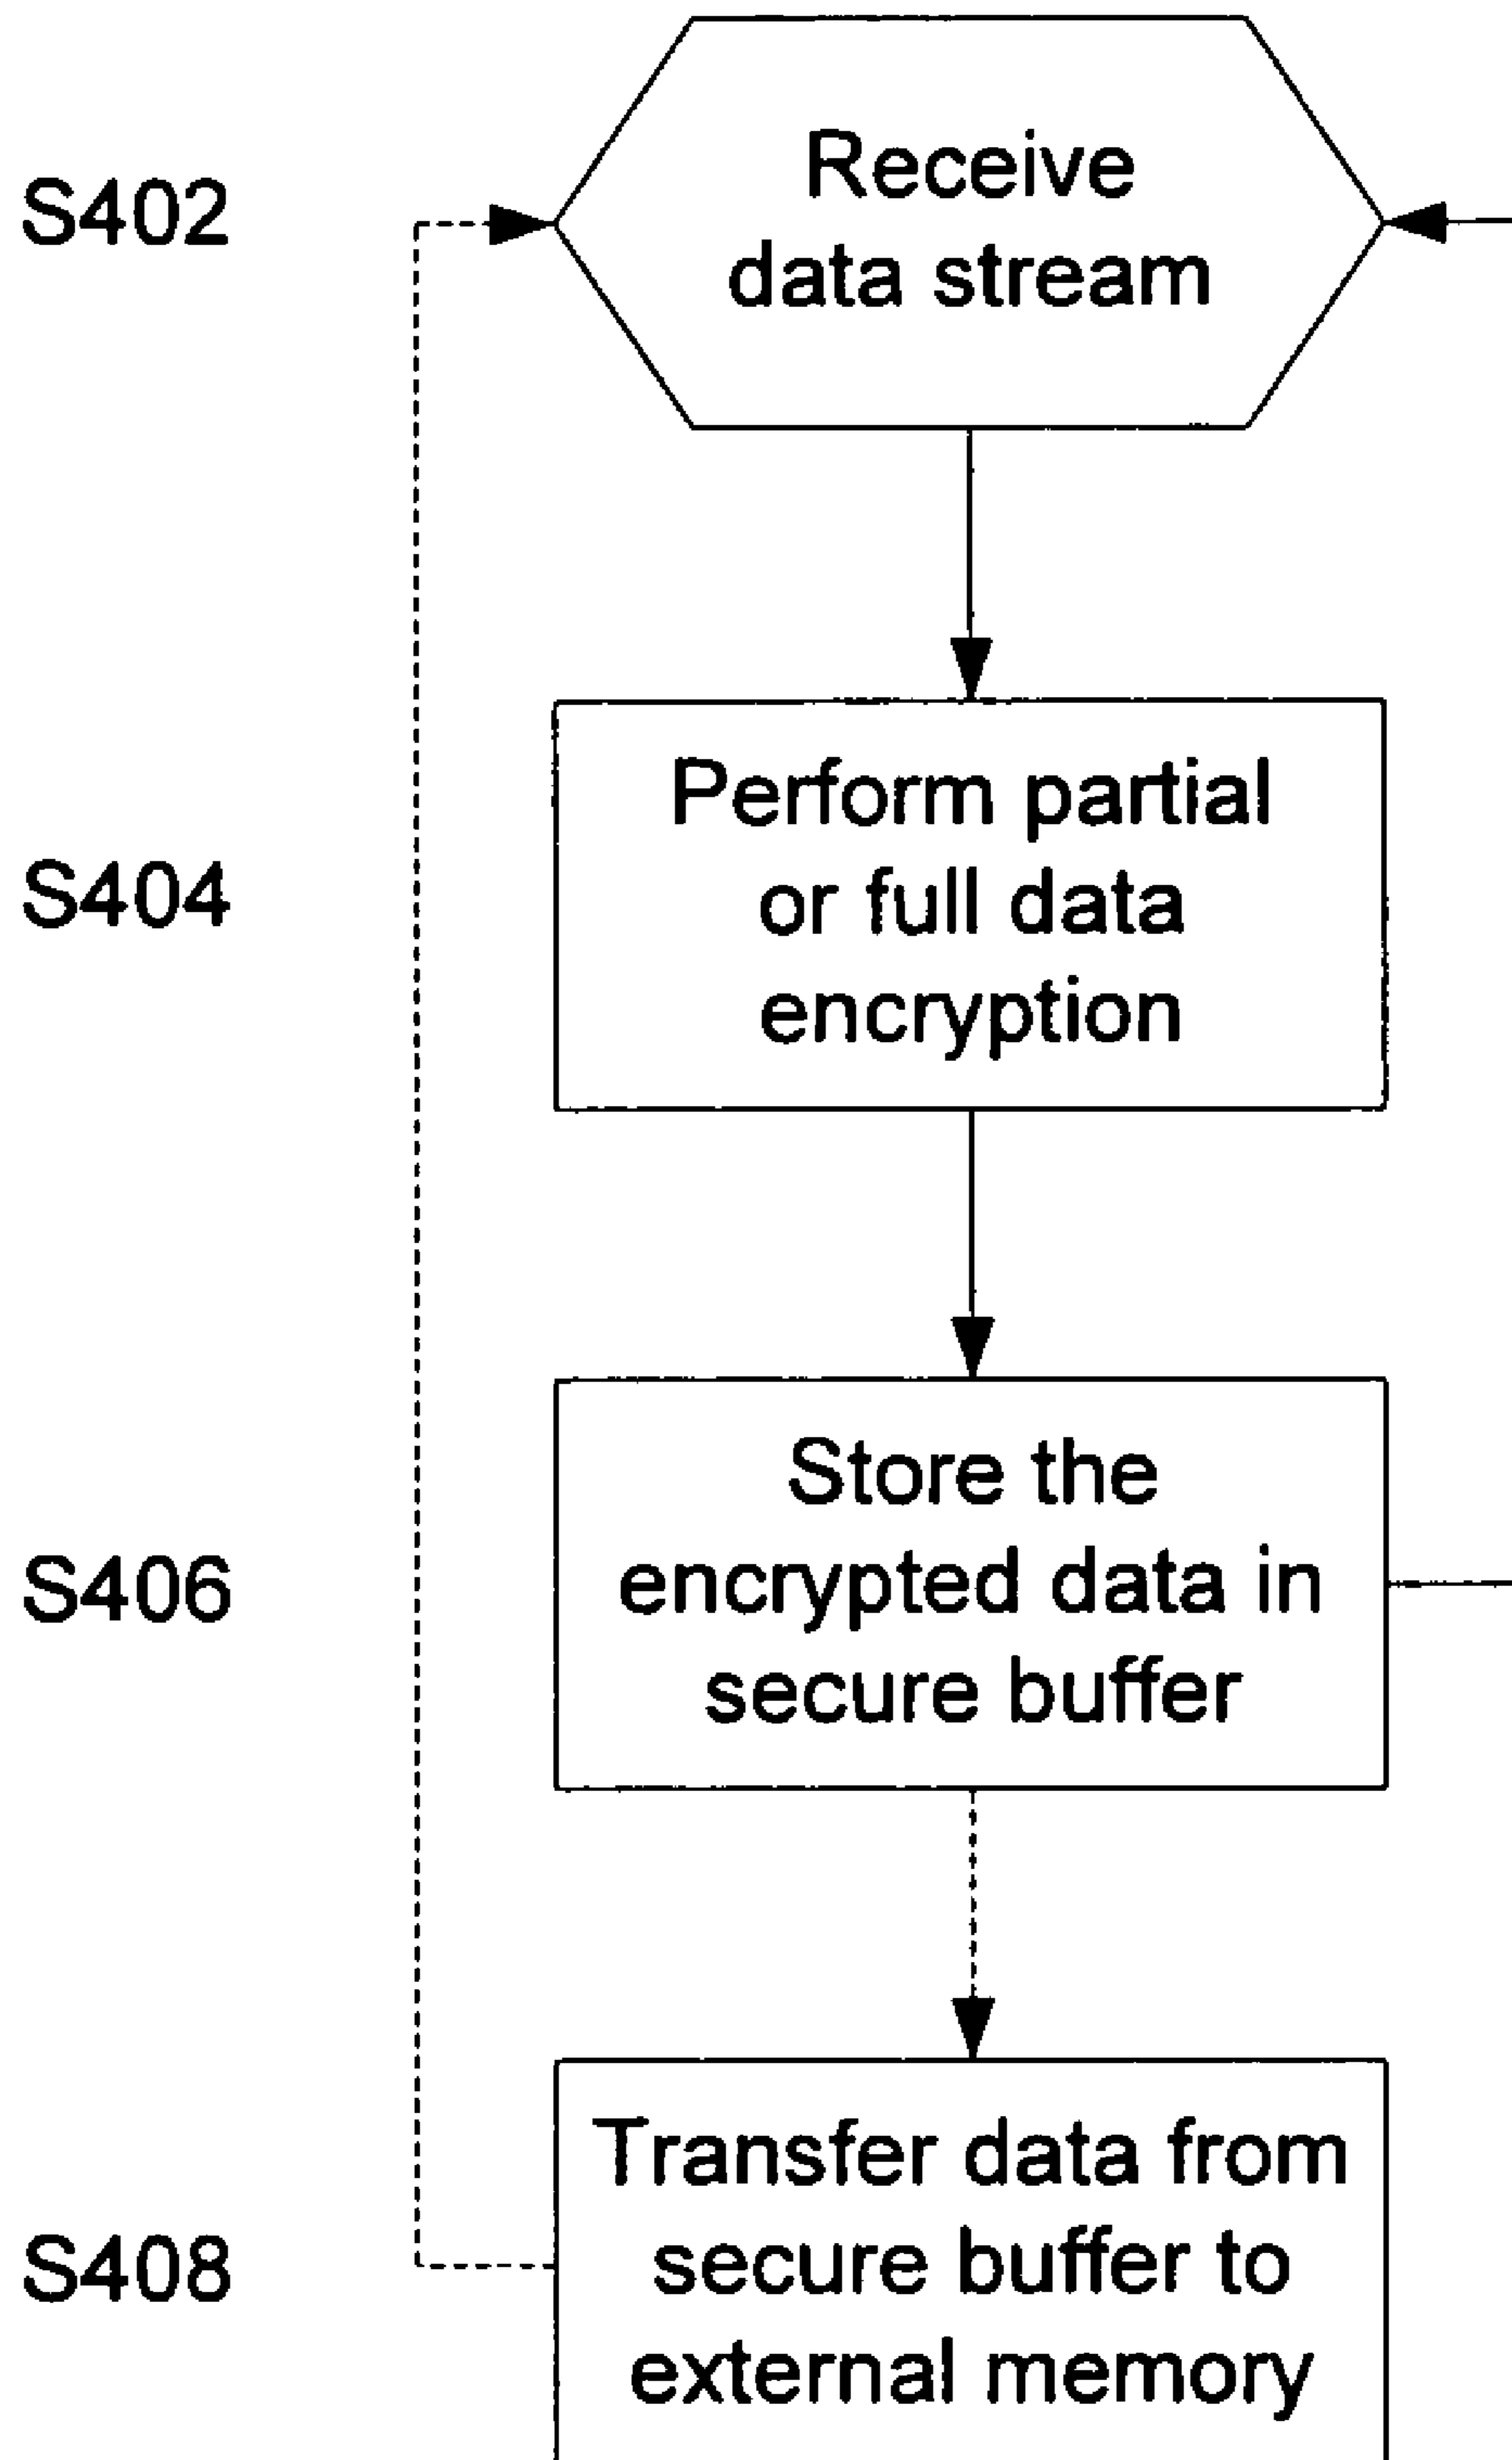 S402
Receive
data stream
S404
Perform partial
or full data
encryption
S406
Store the
encrypted data in
secure buffer
S408
Transfer data from
secure buffer to
external memory